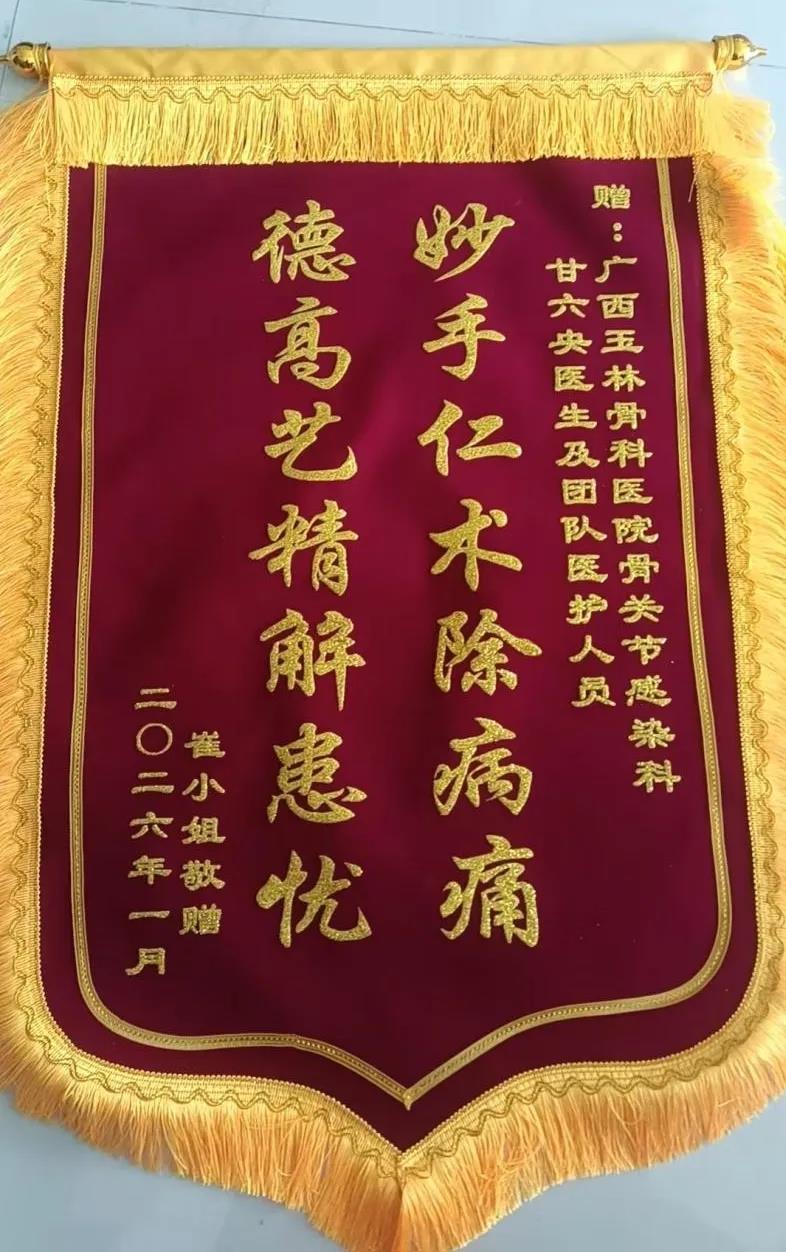 赠：广西玉林骨科医院骨关节感染科
甘六央医生及团队医护人员
妙手仁术除病痛
德高艺精解患忧
崔小姐敬赠
二〇二六年一月